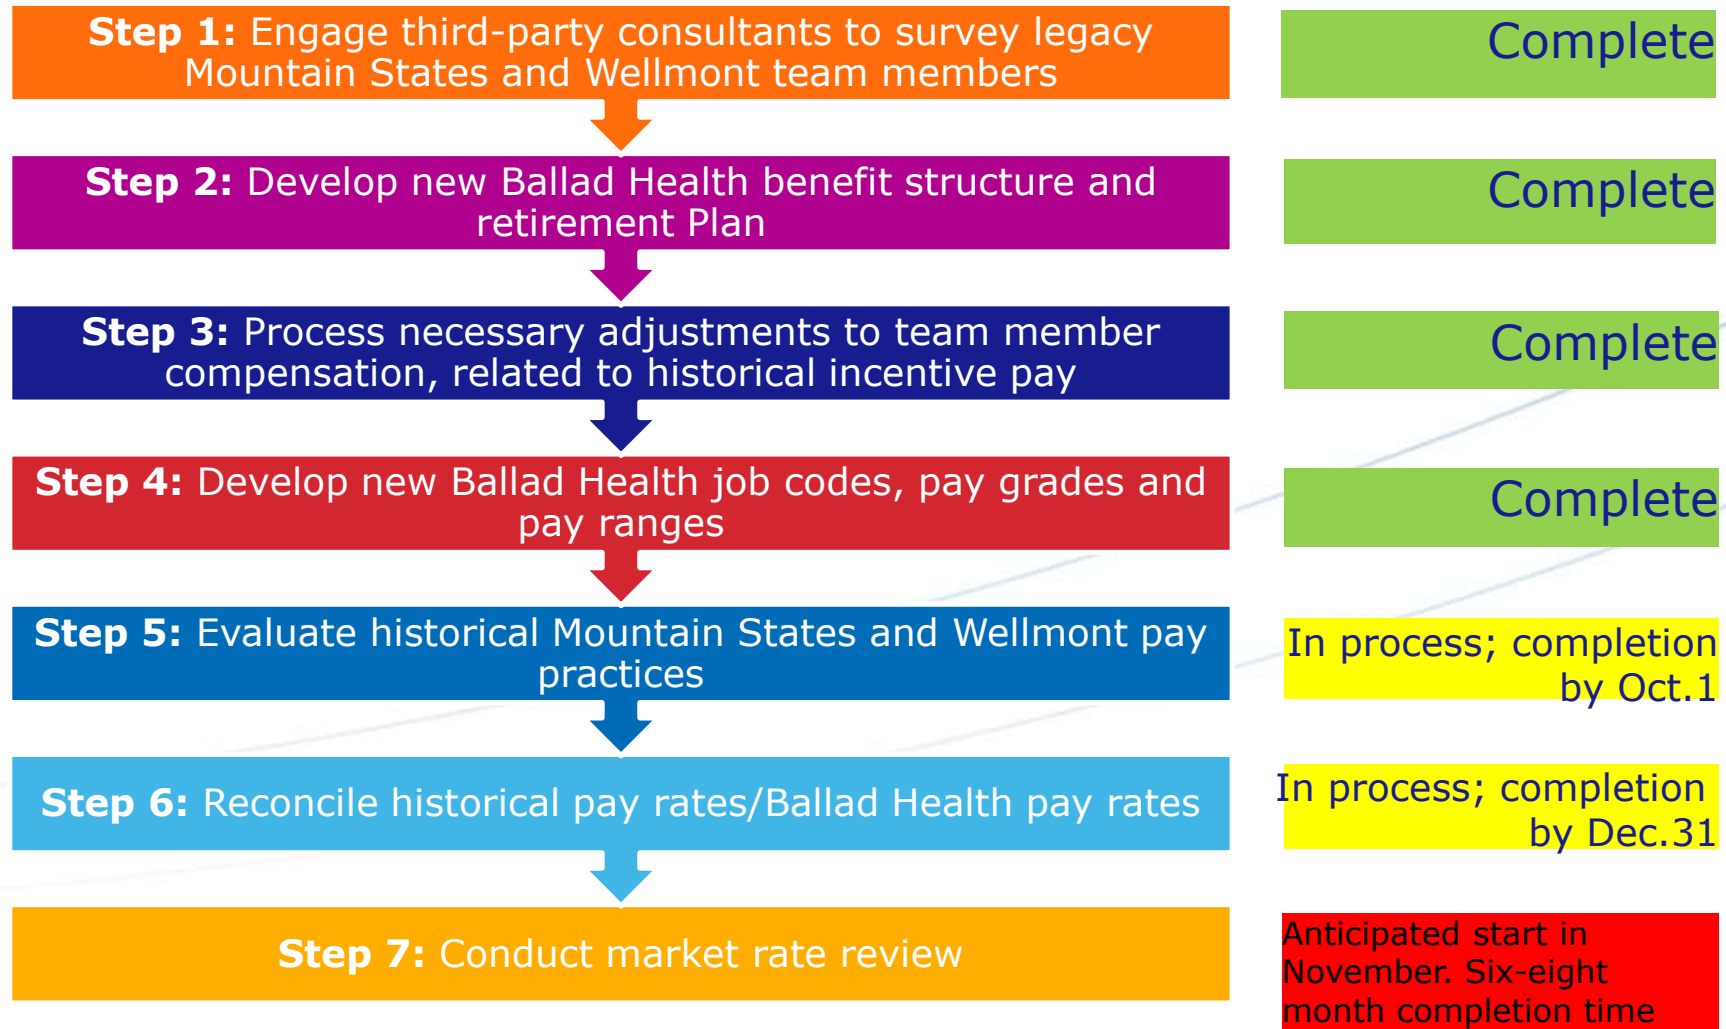 Step 1: Engage third-party consultants to survey legacy
Mountain States and Wellmont team members
Complete
Step 2: Develop new Ballad Health benefit structure and
retirement Plan
Complete
Step 3: Process necessary adjustments to team member
compensation, related to historical incentive pay
Complete
Step 4: Develop new Ballad Health job codes, pay grades and
pay ranges
Complete
Step 5: Evaluate historical Mountain States and Wellmont pay
practices
In process; completion
by Oct.1
Step 6: Reconcile historical pay rates/Ballad Health pay rates
In process; completion
by Dec.31
Step 7: Conduct market rate review
Anticipated start in
November. Six-eight
month completion time